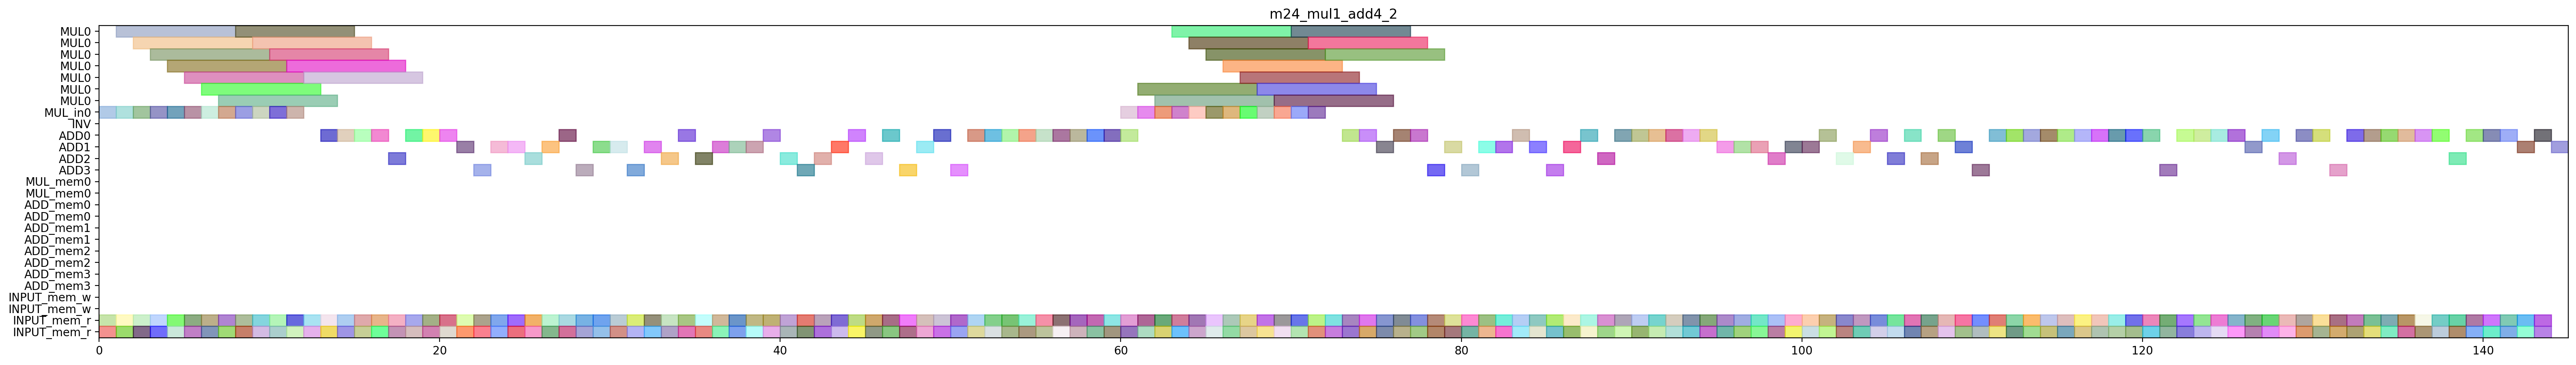 m24_mul1_add4_2
MUL0
MUL0
MUL0
MUL0
MUL0
MUL0
MUL0
MUL_in0
INV
ADD0
ADD1
ADD2
ADD3
MUL_mem0
MUL_mem0
ADD_mem0
ADD_mem0
ADD_mem1
ADD_mem1
ADD_mem2
ADD_mem2
ADD_mem3
ADD_mem3
INPUT_mem_w
INPUT_mem_w
INPUT_mem_r
INPUT_mem_r
0 20 40 60 80 100 120 140